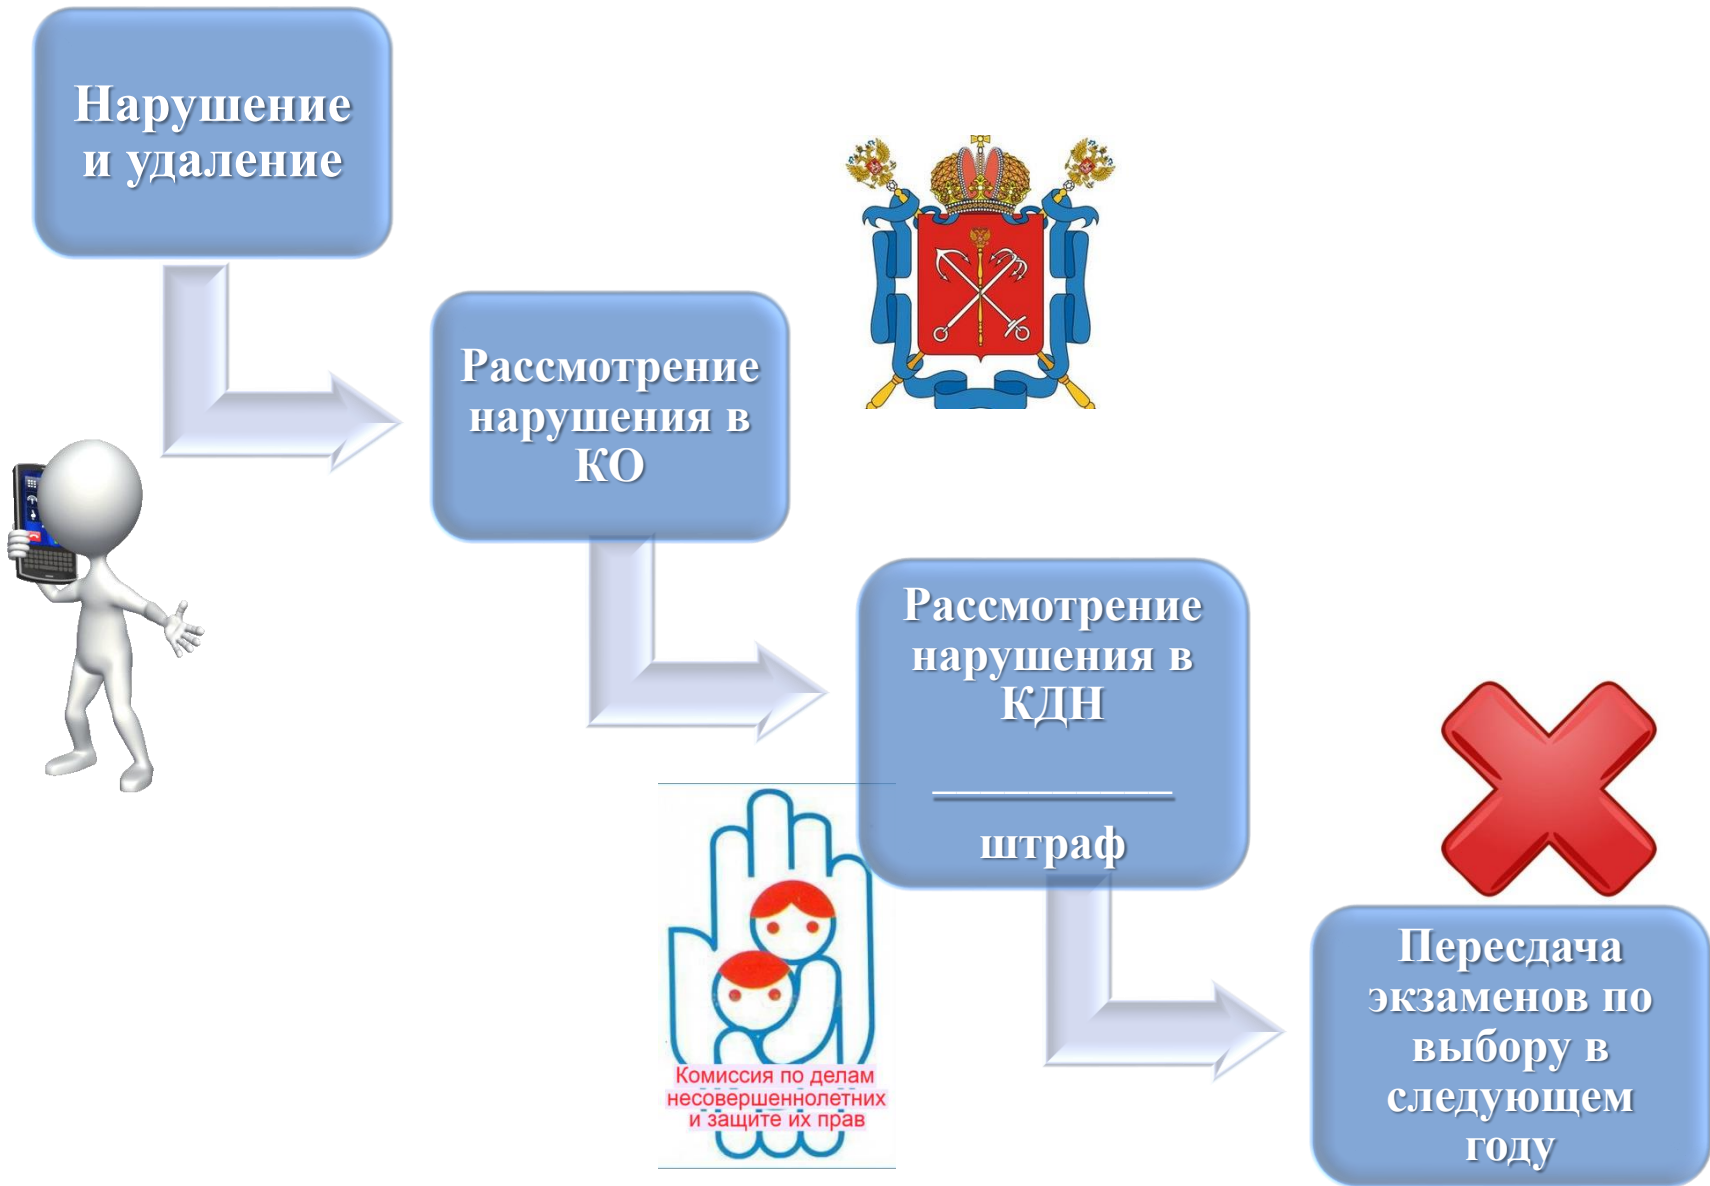 Нарушение
и удаление
Рассмотрение
нарушения в
КО
Рассмотрение
нарушения в
КДН
____________
штраф
Комиссия по делам
несовершеннолетних
и защите их прав
Пересдача
экзаменов по
выбору в
следующем
году